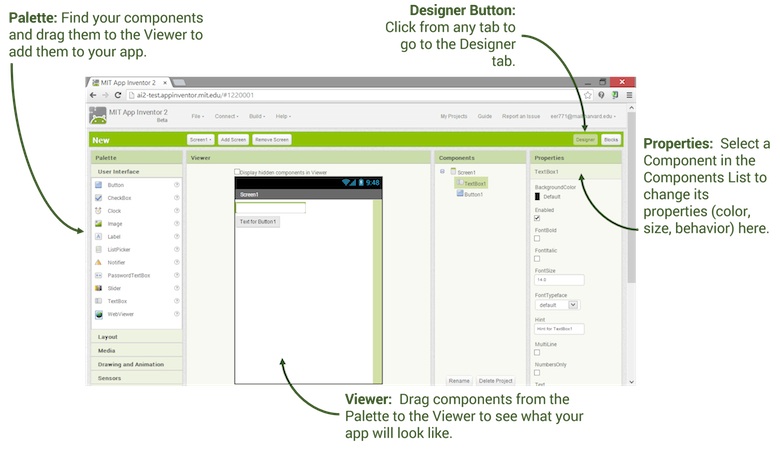 Palette: Find your components
and drag them to the Viewer to
add them to your app.
Designer Button:
Click from any tab to
go to the Designer
tab.
MIT App Inventor 2
ai2-test.appinventor.mit.edu/#1220001
MIT App Inventor 2
Beta
File
Connect
Build
Help
My Projects
Guide
Report an Issue
New
Screen1
Add Screen
Remove Screen
Designer
Blocks
Palette
User Interface
Button
CheckBox
Clock
Image
Label
ListPicker
Notifier
PasswordTextBox
Slider
TextBox
WebViewer
Layout
Media
Drawing and Animation
Sensors
Viewer
Display hidden components in Viewer
9:48
Screen1
Text for Button1
Components
Screen1
TextBox1
Button1
Rename
Delete Project
Properties
TextBox1
BackgroundColor
Default
Enabled
FontBold
FontItalic
FontSize
14.0
FontTypeface
default
Hint
Hint for TextBox1
MultiLine
NumbersOnly
Text
Properties: Select a
Component in the
Components List to
change its
properties (color,
size, behavior) here.
Viewer: Drag components from the
Palette to the Viewer to see what your
app will look like.